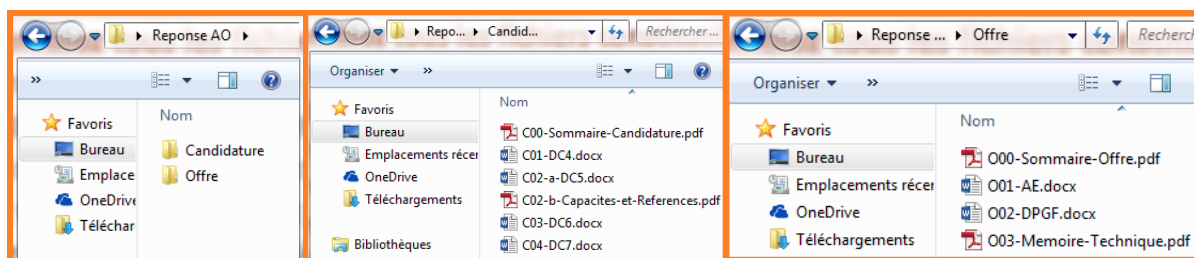 Reponse AO
»
Nom
Favoris
Bureau
Candidature
Emplace
Offre
OneDrive
Téléchar
Repo...
Candid...
Rechercher ...
Organiser
»
Favoris
Nom
Bureau
C00-Sommaire-Candidature.pdf
Emplacements récer
C01-DC4.docx
OneDrive
C02-a-DC5.docx
Téléchargements
C02-b-Capacites-et-References.pdf
C03-DC6.docx
Bibliothèques
C04-DC7.docx
Reponse ...
Offre
Recherch
Organiser
»
Favoris
Nom
Bureau
O00-Sommaire-Offre.pdf
Emplacements récer
O01-AE.docx
OneDrive
O02-DPGF.docx
Téléchargements
O03-Memoire-Technique.pdf